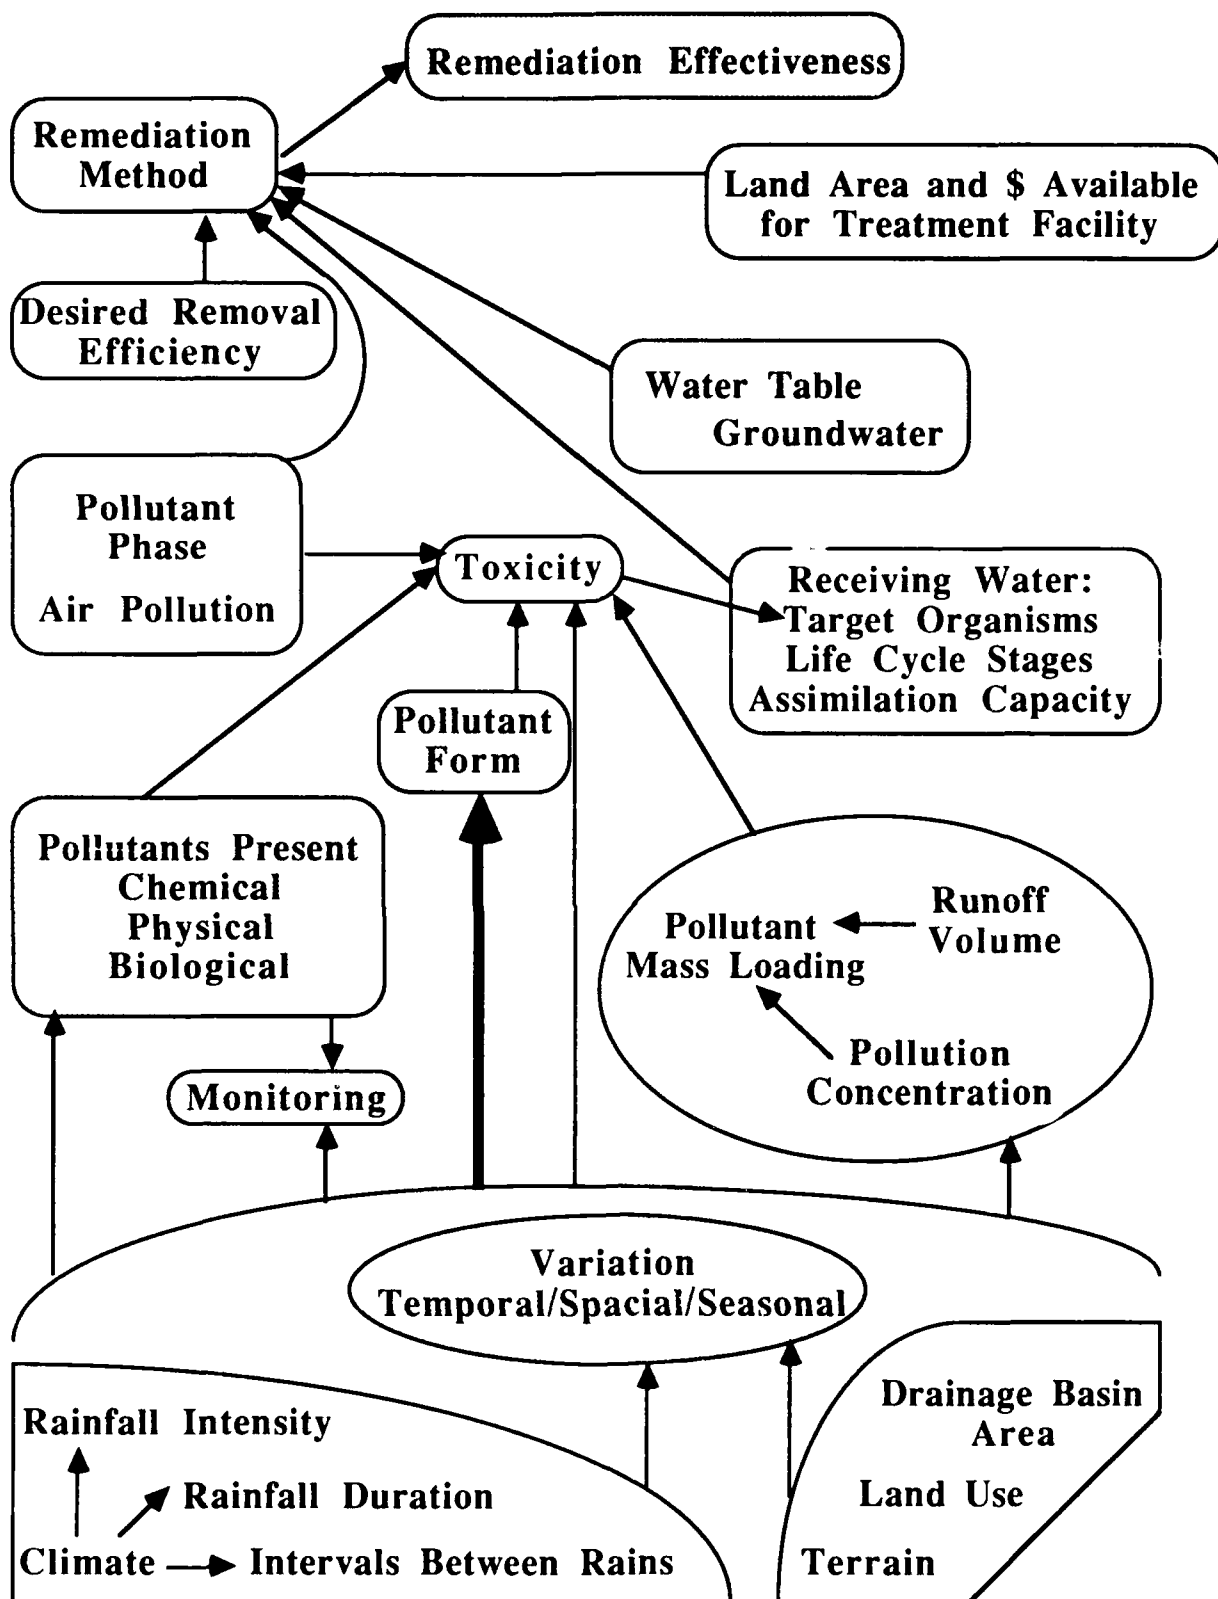 Remediation Effectiveness
Remediation
Method
Land Area and $ Available
for Treatment Facility
Desired Removal
Efficiency
Water Table
Groundwater
Pollutant
Phase
Air Pollution
Toxicity
Receiving Water:
Target Organisms
Life Cycle Stages
Assimilation Capacity
Pollutant
Form
Pollutants Present
Chemical
Physical
Biological
Runoff
Volume
Pollutant
Mass Loading
Pollution
Concentration
Monitoring
Variation
Temporal/Spacial/Seasonal
Rainfall Intensity
Rainfall Duration
Climate
Intervals Between Rains
Drainage Basin
Area
Land Use
Terrain